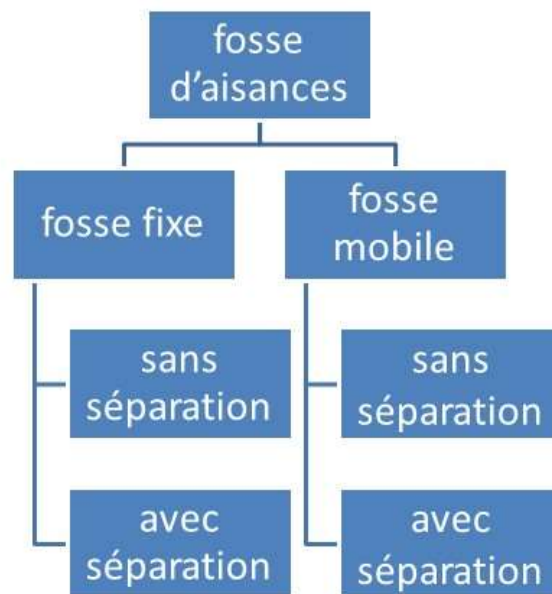 fosse
d'aisances
fosse fixe
fosse
mobile
sans
séparation
sans
séparation
avec
séparation
avec
séparation